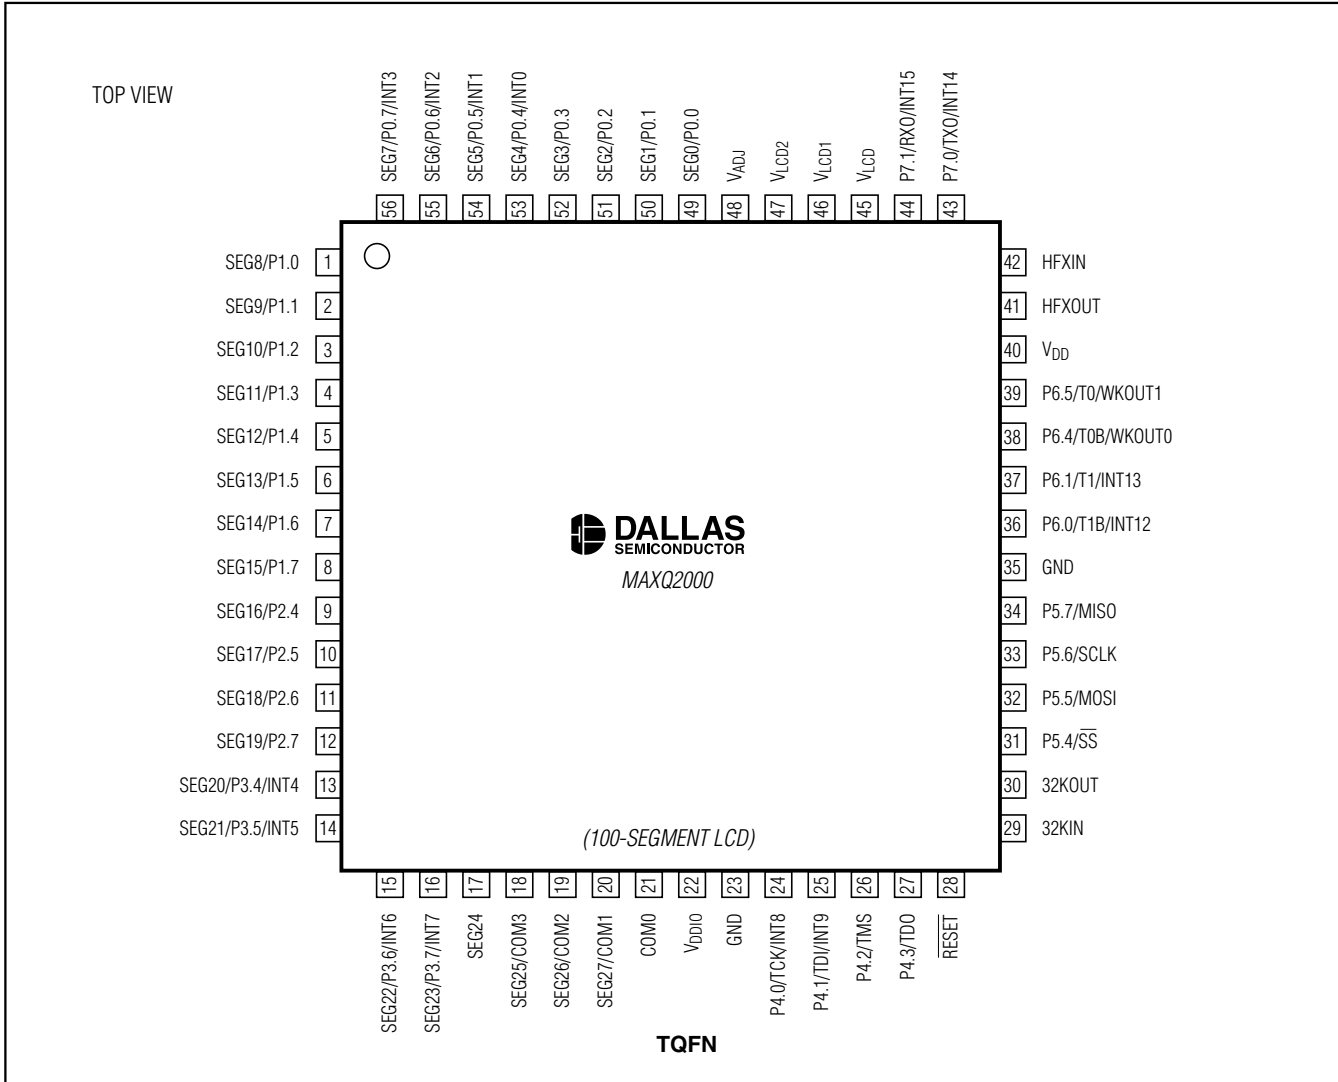 TOP VIEW
SEG7/P0.7/INT3
SEG6/P0.6/INT2
SEG5/P0.5/INT1
SEG4/P0.4/INT0
SEG3/P0.3
SEG2/P0.2
SEG1/P0.1
SEG0/P0.0
VADJ
VLCD2
VLCD1
VLCD
P7.1/RXO/INT15
P7.0/TXO/INT14
56 55 54 53 52 51 50 49 48 47 46 45 44 43
SEG8/P1.0 1
SEG9/P1.1 2
SEG10/P1.2 3
SEG11/P1.3 4
SEG12/P1.4 5
SEG13/P1.5 6
SEG14/P1.6 7
SEG15/P1.7 8
SEG16/P2.4 9
SEG17/P2.5 10
SEG18/P2.6 11
SEG19/P2.7 12
SEG20/P3.4/INT4 13
SEG21/P3.5/INT5 14
DALLAS
SEMICONDUCTOR
MAXQ2000
(100-SEGMENT LCD)
42 HFXIN
41 HFXOUT
40 VDD
39 P6.5/T0/WKOUT1
38 P6.4/T0B/WKOUT0
37 P6.1/T1/INT13
36 P6.0/T1B/INT12
35 GND
34 P5.7/MISO
33 P5.6/SCLK
32 P5.5/MOSI
31 P5.4/S̅S̅
30 32KOUT
29 32KIN
15 16 17 18 19 20 21 22 23 24 25 26 27 28
SEG22/P3.6/INT6
SEG23/P3.7/INT7
SEG24
SEG25/COM3
SEG26/COM2
SEG27/COM1
COM0
VDDIO
GND
P4.0/TCK/INT8
P4.1/TDI/INT9
P4.2/TMS
P4.3/TDO
R̅E̅S̅E̅T̅
TQFN